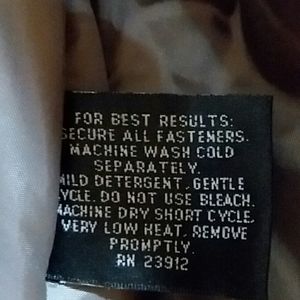 FOR BEST RESULTS:
SECURE ALL FASTENERS.
MACHINE WASH COLD
SEPARATELY.
MILD DETERGENT, GENTLE
CYCLE. DO NOT USE BLEACH.
MACHINE DRY SHORT CYCLE,
VERY LOW HEAT, REMOVE
PROMPTLY.
RN 23912